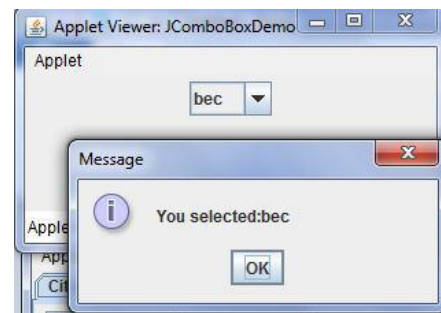 Applet Viewer: JComboBoxDemo
Applet
bec
Message
You selected:bec
OK
Apple
App
Cit